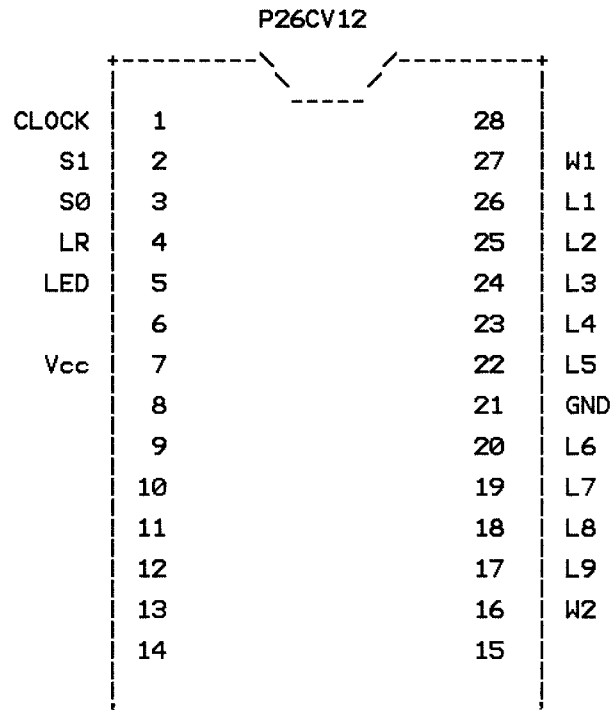 P26CV12
CLOCK 1 28
S1 2 27 W1
S0 3 26 L1
LR 4 25 L2
LED 5 24 L3
6 23 L4
Vcc 7 22 L5
8 21 GND
9 20 L6
10 19 L7
11 18 L8
12 17 L9
13 16 W2
14 15